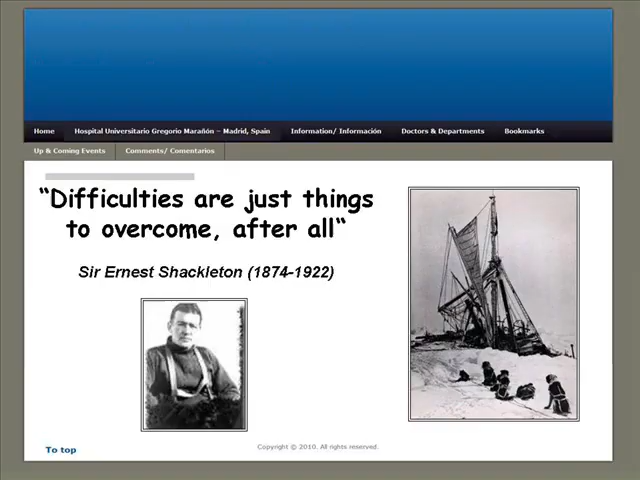 Home Hospital Universitario Gregorio Marañón – Madrid, Spain Information/ Información Doctors & Departments Bookmarks
Up & Coming Events Comments/ Comentarios
“Difficulties are just things
to overcome, after all“
Sir Ernest Shackleton (1874-1922)
To top
Copyright © 2010. All rights reserved.